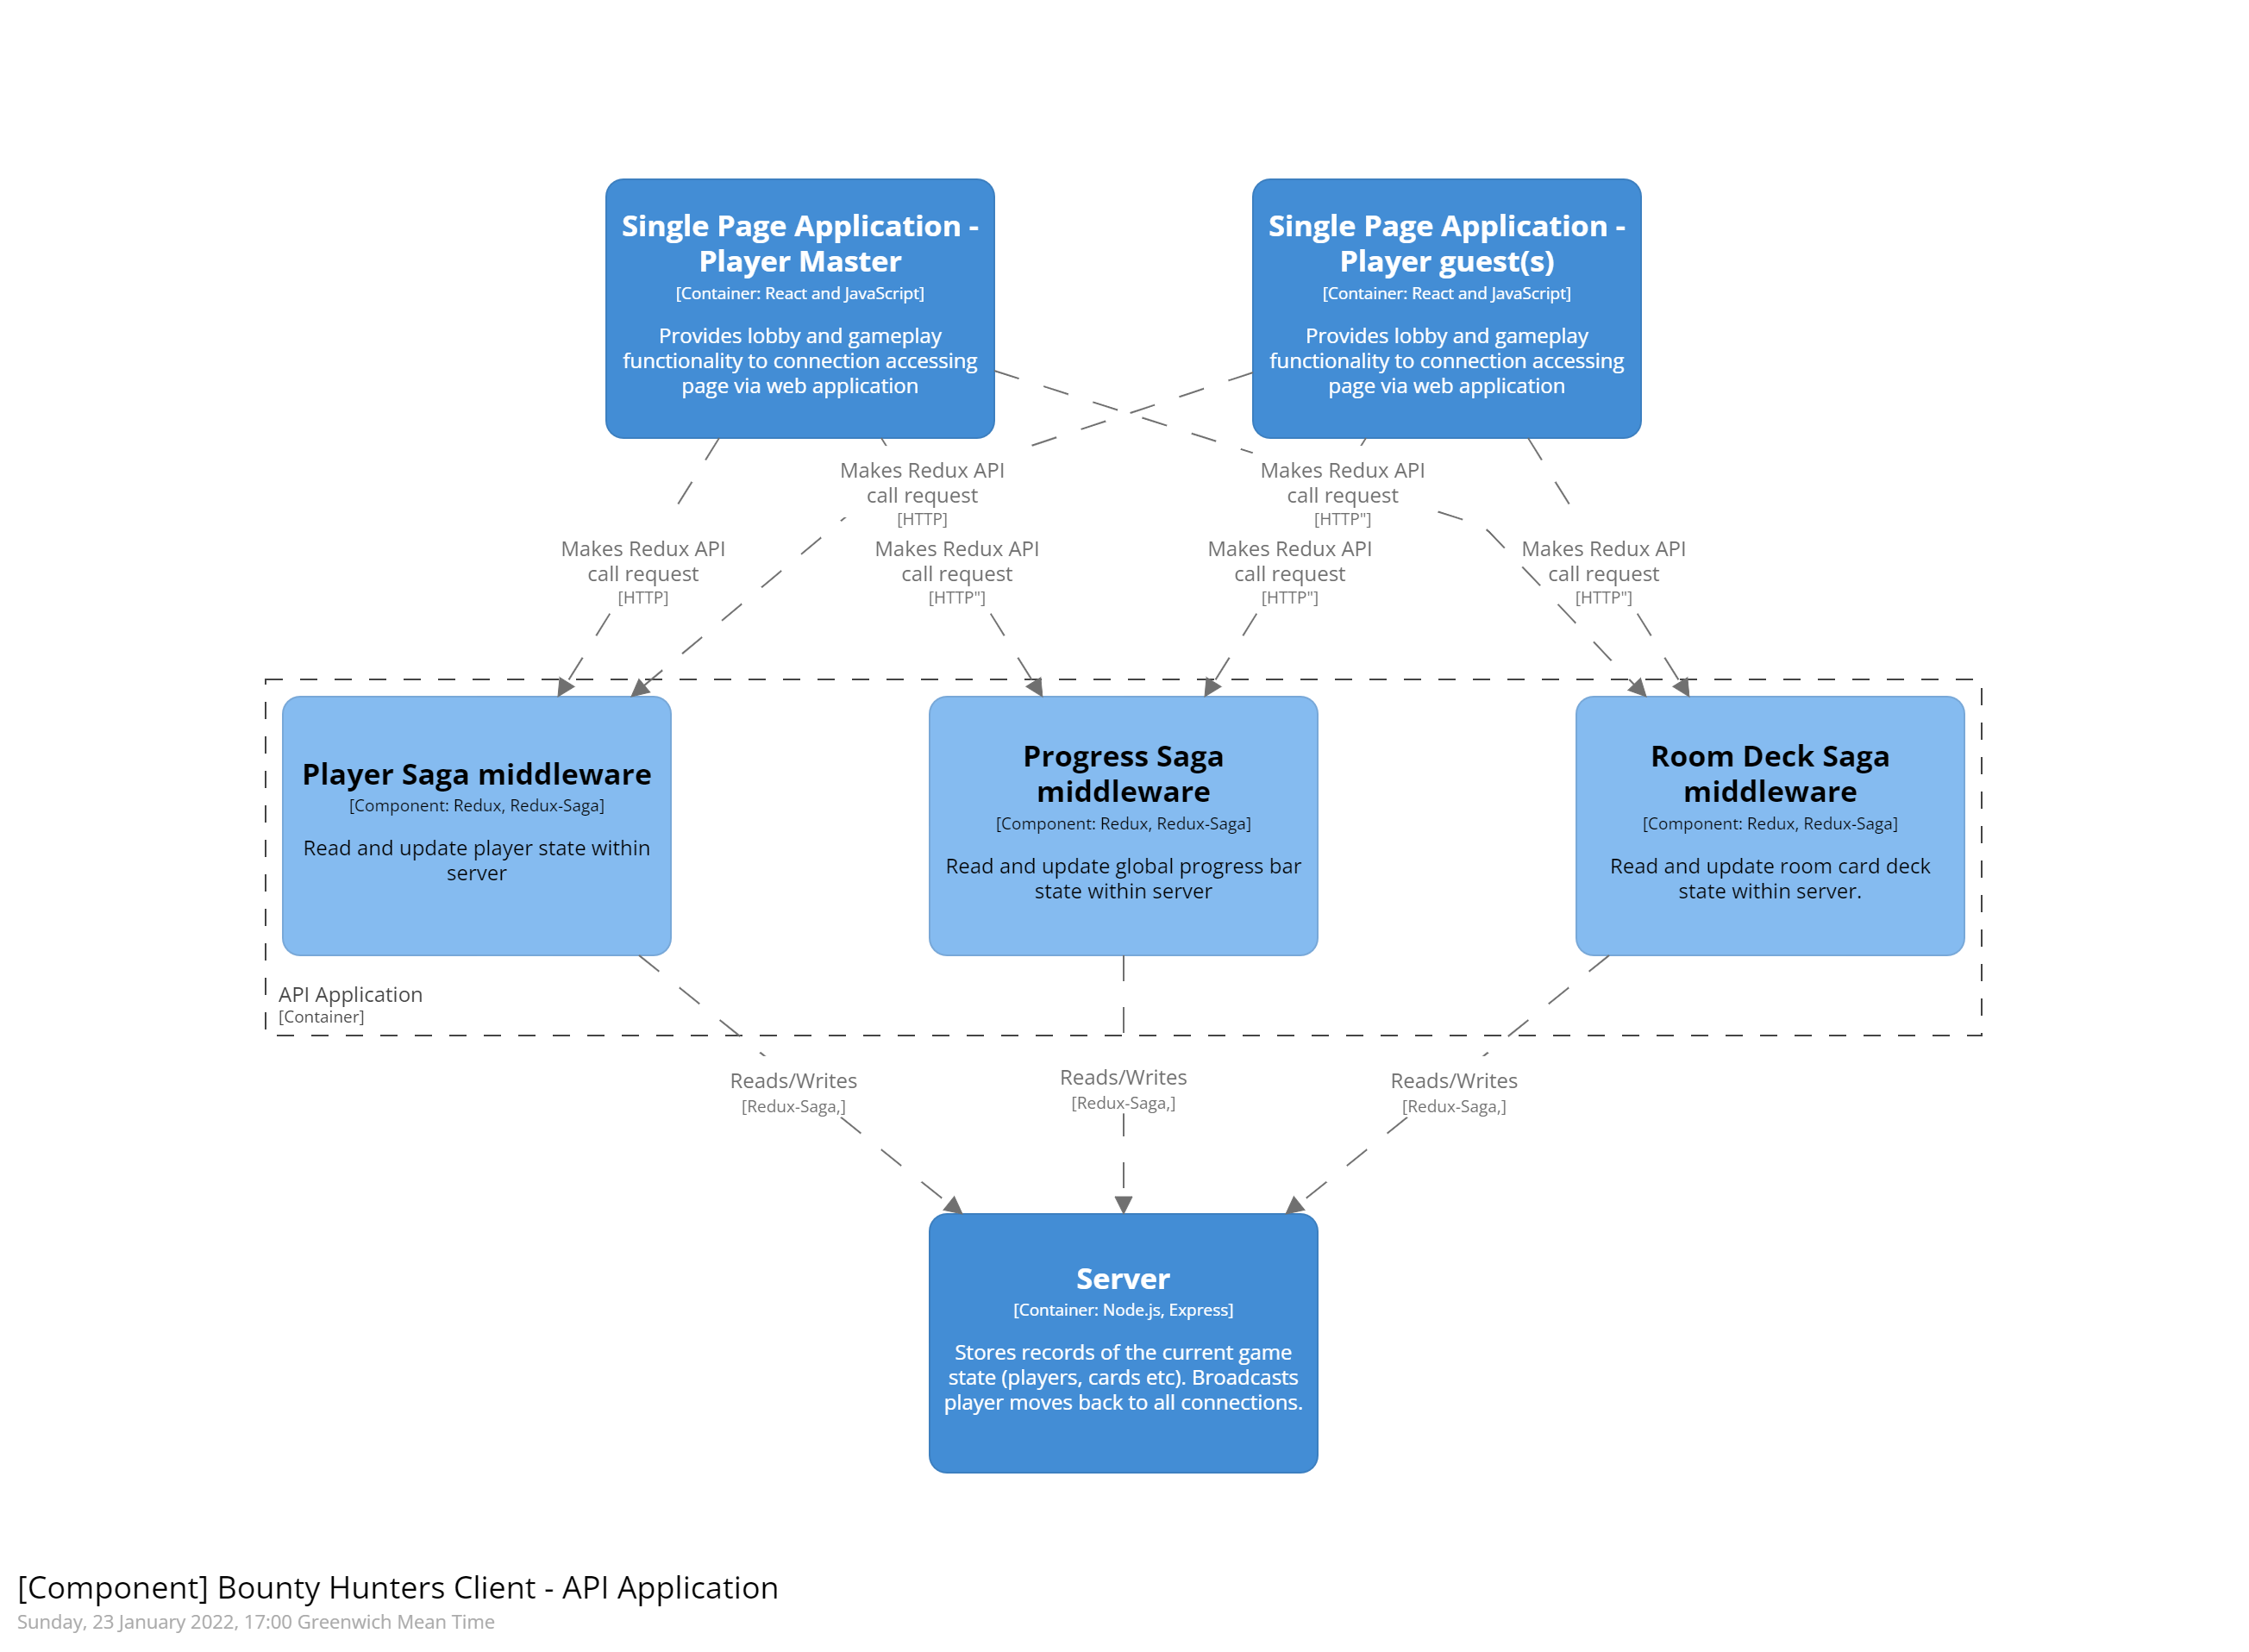 Single Page Application -
Player Master
[Container: React and JavaScript]
Provides lobby and gameplay
functionality to connection accessing
page via web application
Single Page Application -
Player guest(s)
[Container: React and JavaScript]
Provides lobby and gameplay
functionality to connection accessing
page via web application
Makes Redux API
call request
[HTTP]
Makes Redux API
call request
[HTTP"]
Makes Redux API
call request
[HTTP]
Makes Redux API
call request
[HTTP"]
Makes Redux API
call request
[HTTP"]
Makes Redux API
call request
[HTTP"]
Player Saga middleware
[Component: Redux, Redux-Saga]
Read and update player state within
server
Progress Saga
middleware
[Component: Redux, Redux-Saga]
Read and update global progress bar
state within server
Room Deck Saga
middleware
[Component: Redux, Redux-Saga]
Read and update room card deck
state within server.
API Application
[Container]
Reads/Writes
[Redux-Saga,]
Reads/Writes
[Redux-Saga,]
Reads/Writes
[Redux-Saga,]
Server
[Container: Node.js, Express]
Stores records of the current game
state (players, cards etc). Broadcasts
player moves back to all connections.
[Component] Bounty Hunters Client - API Application
Sunday, 23 January 2022, 17:00 Greenwich Mean Time